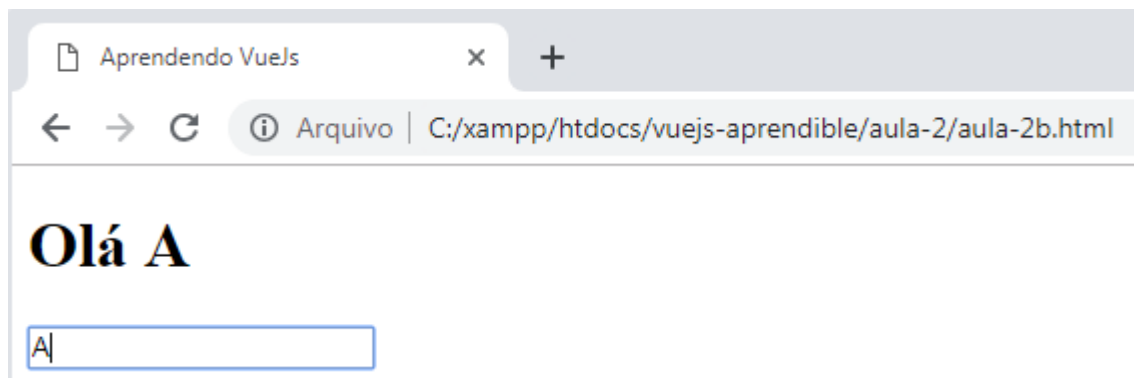 Aprendendo VueJs
Arquivo C:/xampp/htdocs/vuejs-aprendible/aula-2/aula-2b.html
Olá A
A